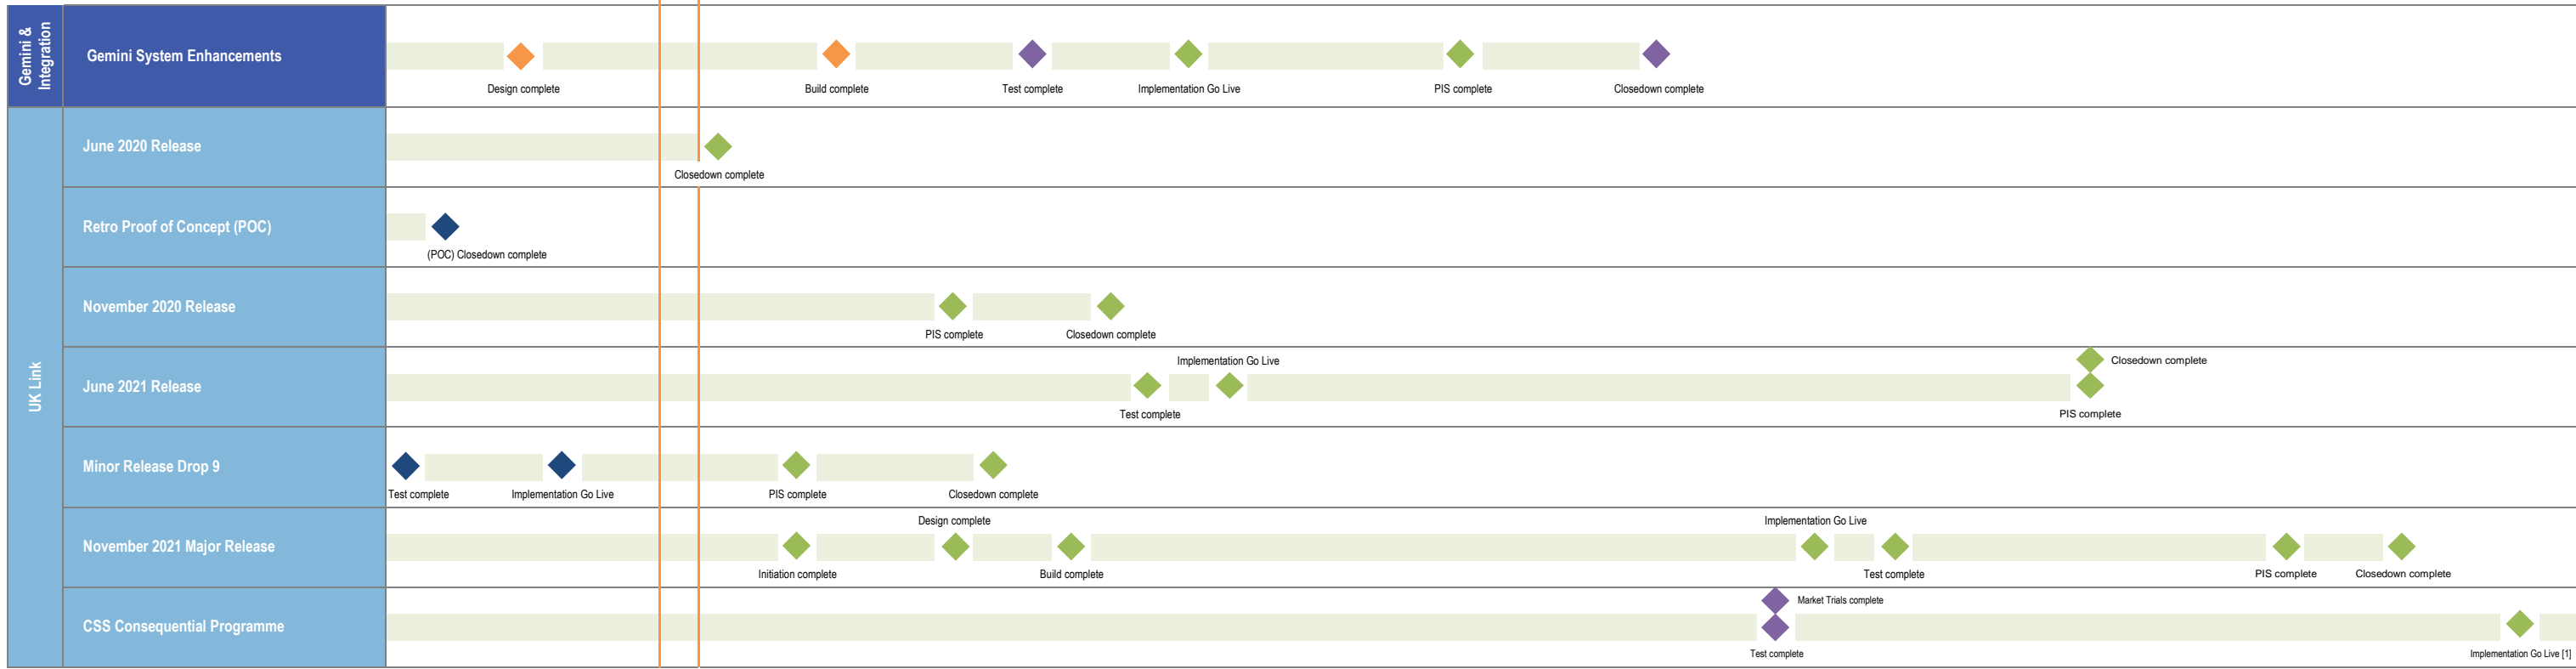 Gemini &
Integration
Gemini System Enhancements
Design complete
Build complete
Test complete
Implementation Go Live
PIS complete
Closedown complete
UK Link
June 2020 Release
Closedown complete
Retro Proof of Concept (POC)
(POC) Closedown complete
November 2020 Release
PIS complete
Closedown complete
June 2021 Release
Implementation Go Live
Closedown complete
Test complete
PIS complete
Minor Release Drop 9
Test complete
Implementation Go Live
PIS complete
Closedown complete
November 2021 Major Release
Design complete
Implementation Go Live
Initiation complete
Build complete
Test complete
PIS complete
Closedown complete
CSS Consequential Programme
Market Trials complete
Test complete
Implementation Go Live [1]